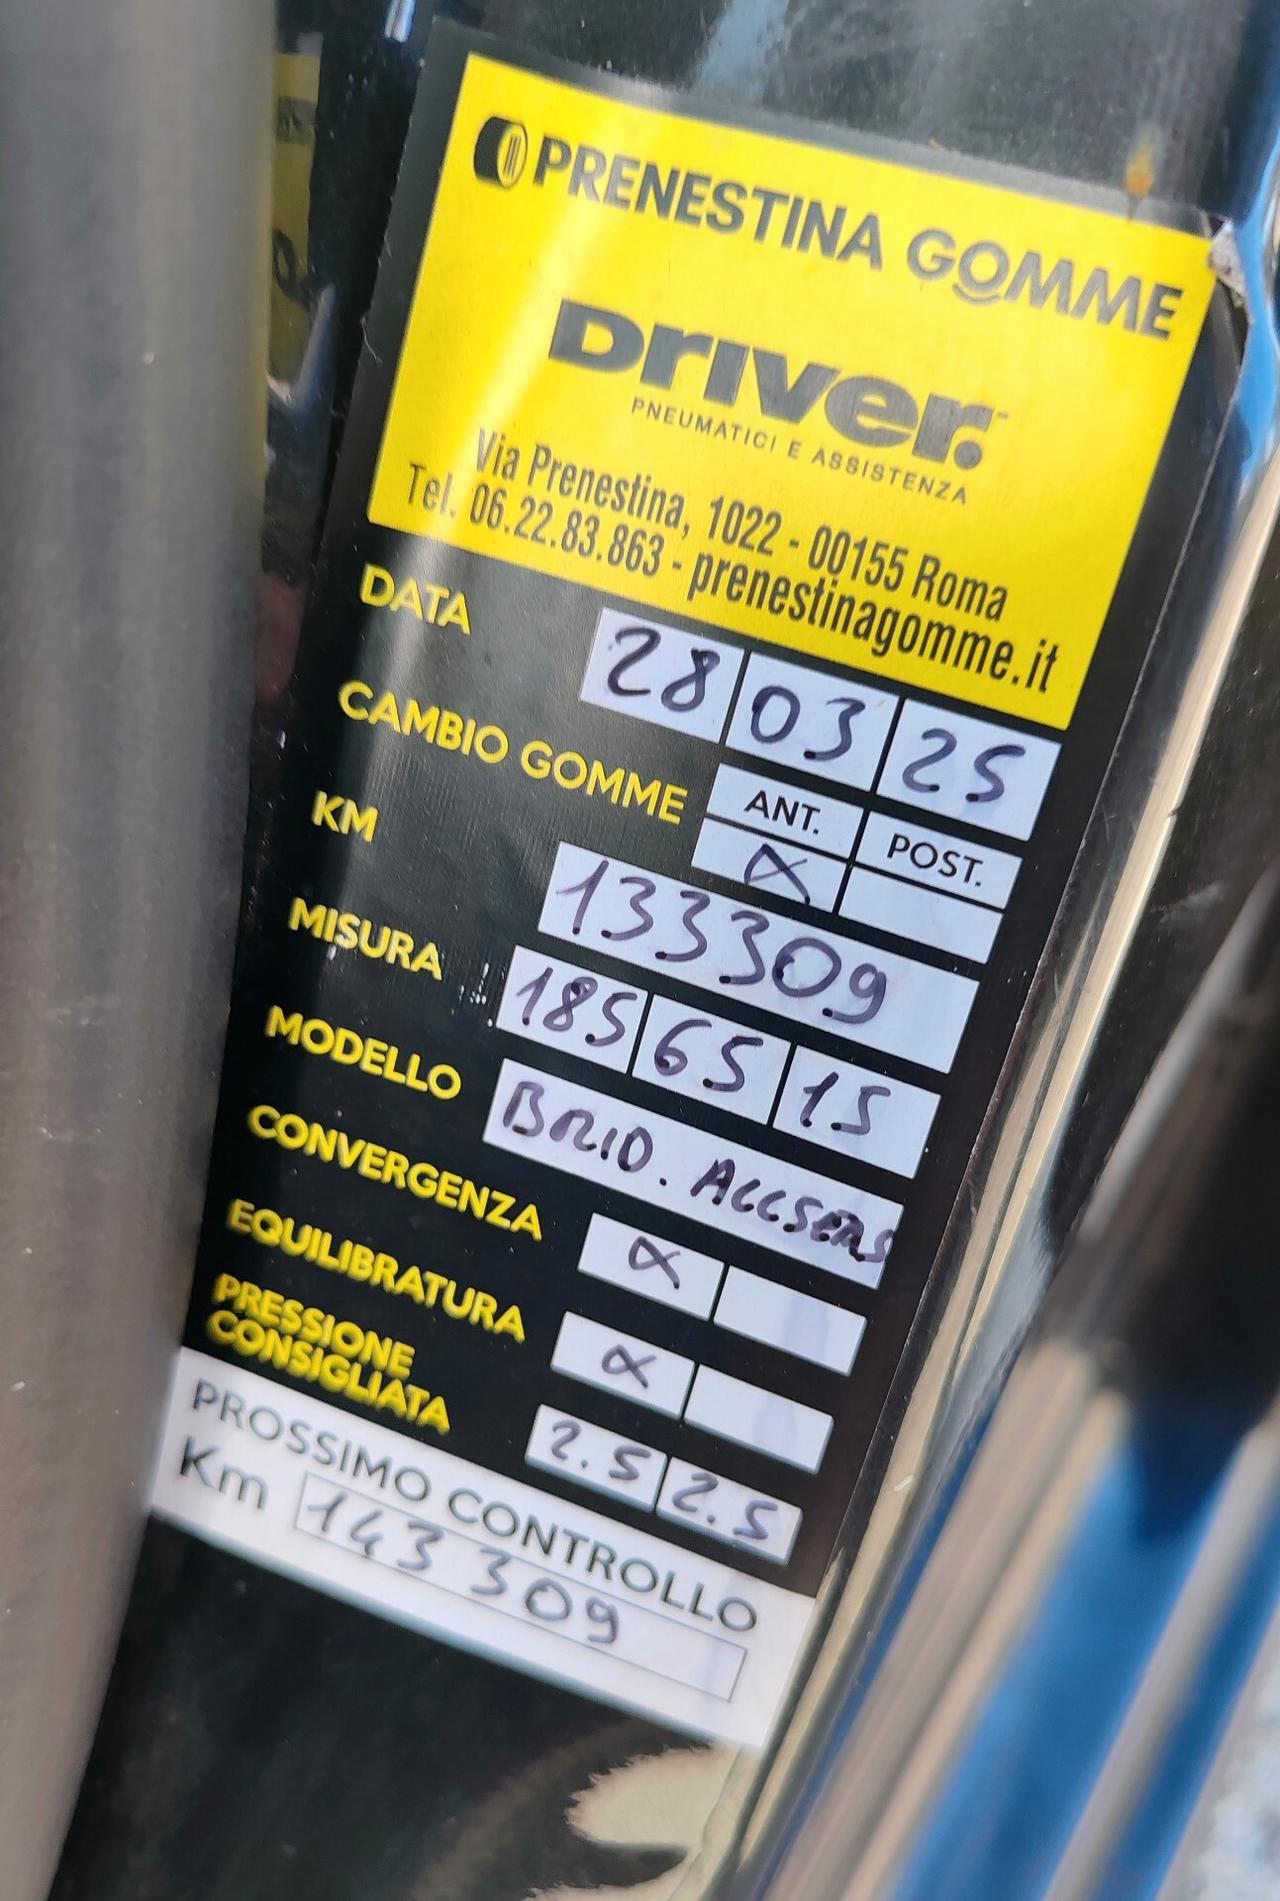 PRENESTINA GOMME
Driver.
PNEUMATICI E ASSISTENZA
Via Prenestina, 1022 - 00155 Roma
Tel. 06.22.83.863 - prenestinagomme.it
DATA 28 03 25
CAMBIO GOMME ANT. POST.
X
KM 133309
MISURA 185 65 15
MODELLO BRID. ALLSEAS
CONVERGENZA X
EQUILIBRATURA X
PRESSIONE
CONSIGLIATA 2.5 2.5
PROSSIMO CONTROLLO
Km 143309